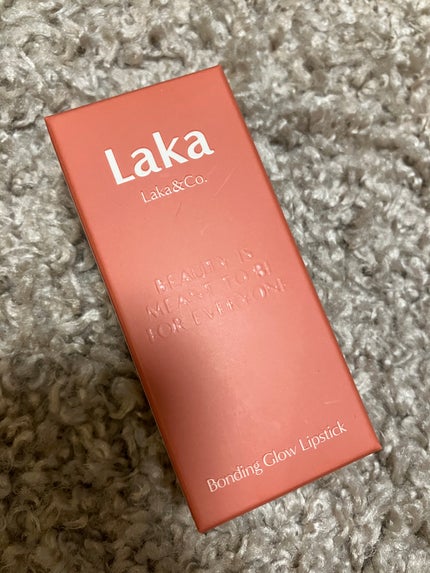 Laka
Laka&Co.
BEAUTY IS
MEANT TO BE
FOR EVERYONE
Bonding Glow Lipstick